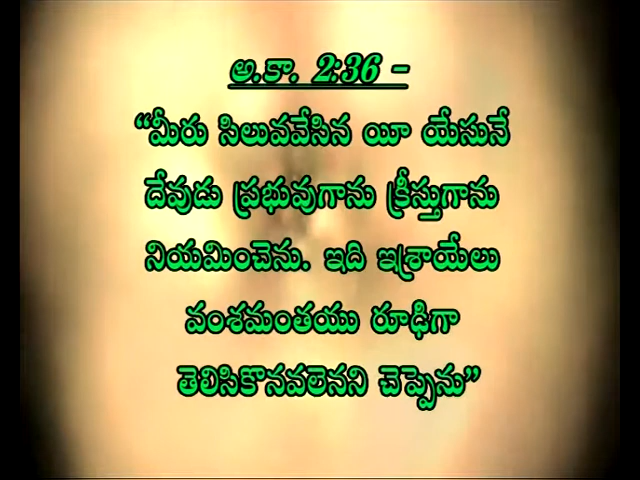 అ.కా. 2:36 -
“మీరు సిలువవేసిన యీ యేసునే
దేవుడు ప్రభువుగాను క్రీస్తుగాను
నియమించెను. ఇది ఇశ్రాయేలు
వంశమంతయు రూఢిగా
తెలిసికొనవలెనని చెప్పెను”